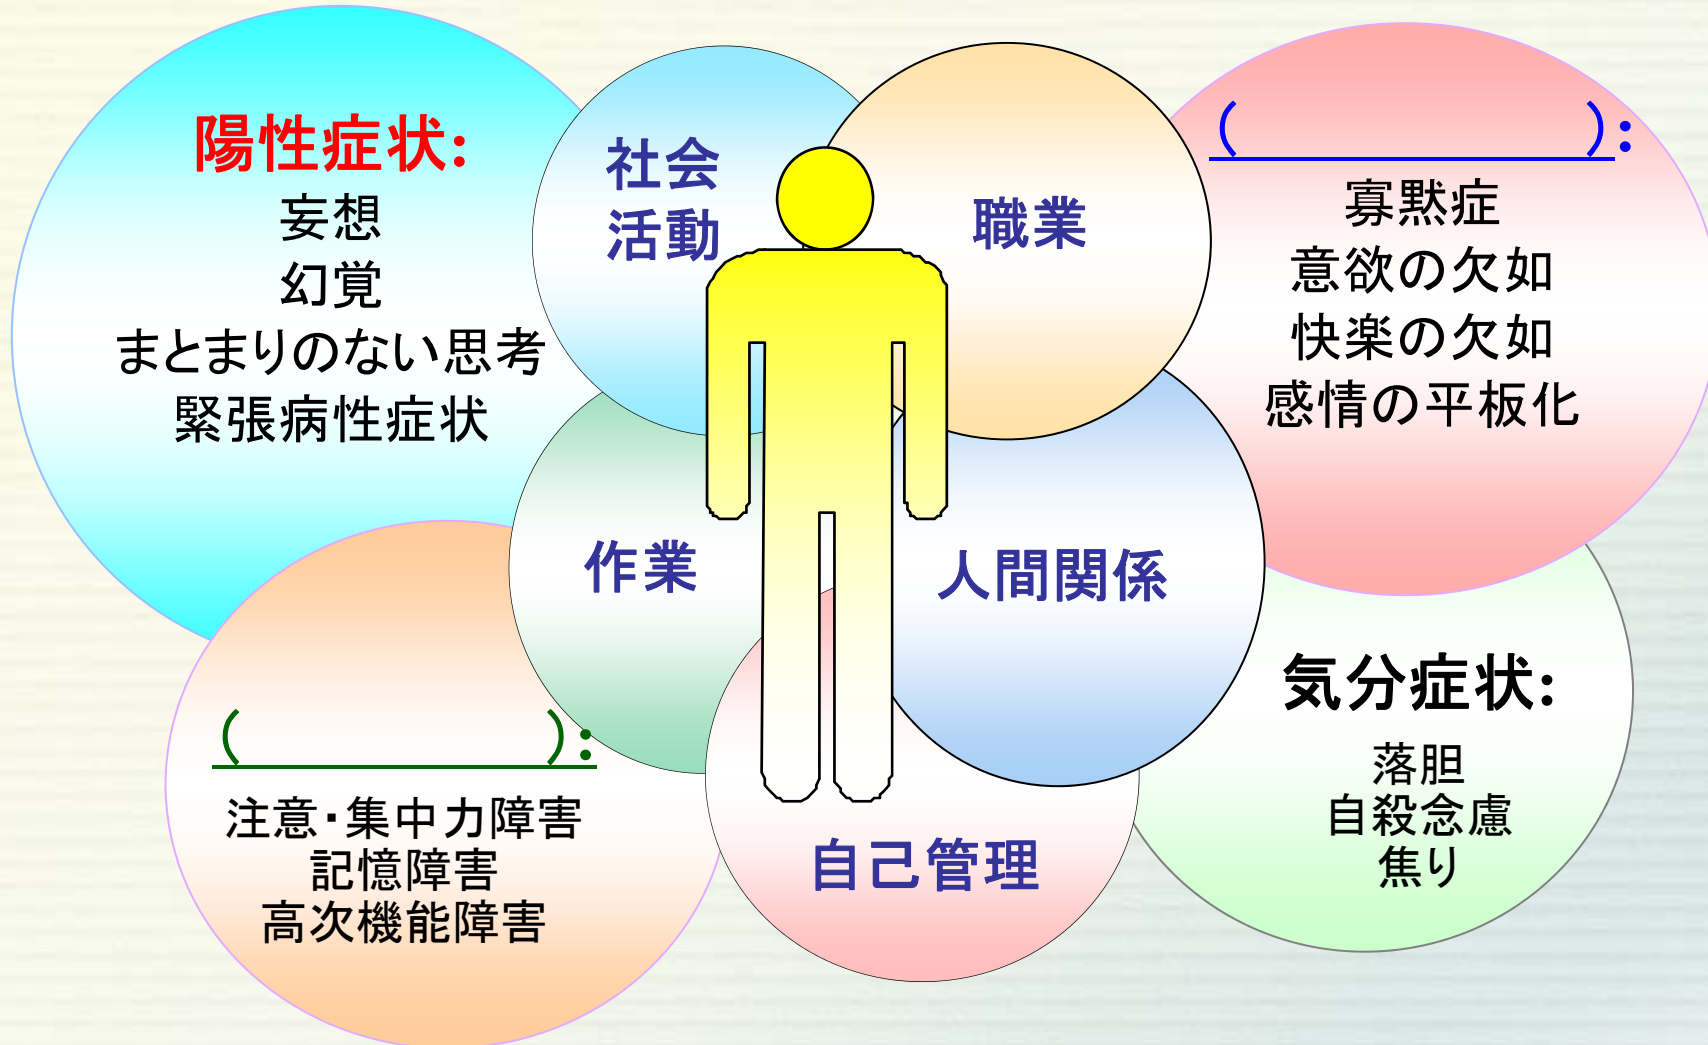 陽性症状:
妄想
幻覚
まとまりのない思考
緊張病性症状
社会
活動
職業
(　　　　　　):
寡黙症
意欲の欠如
快楽の欠如
感情の平板化
作業
人間関係
(　　　　　　):
注意・集中力障害
記憶障害
高次機能障害
自己管理
気分症状:
落胆
自殺念慮
焦り